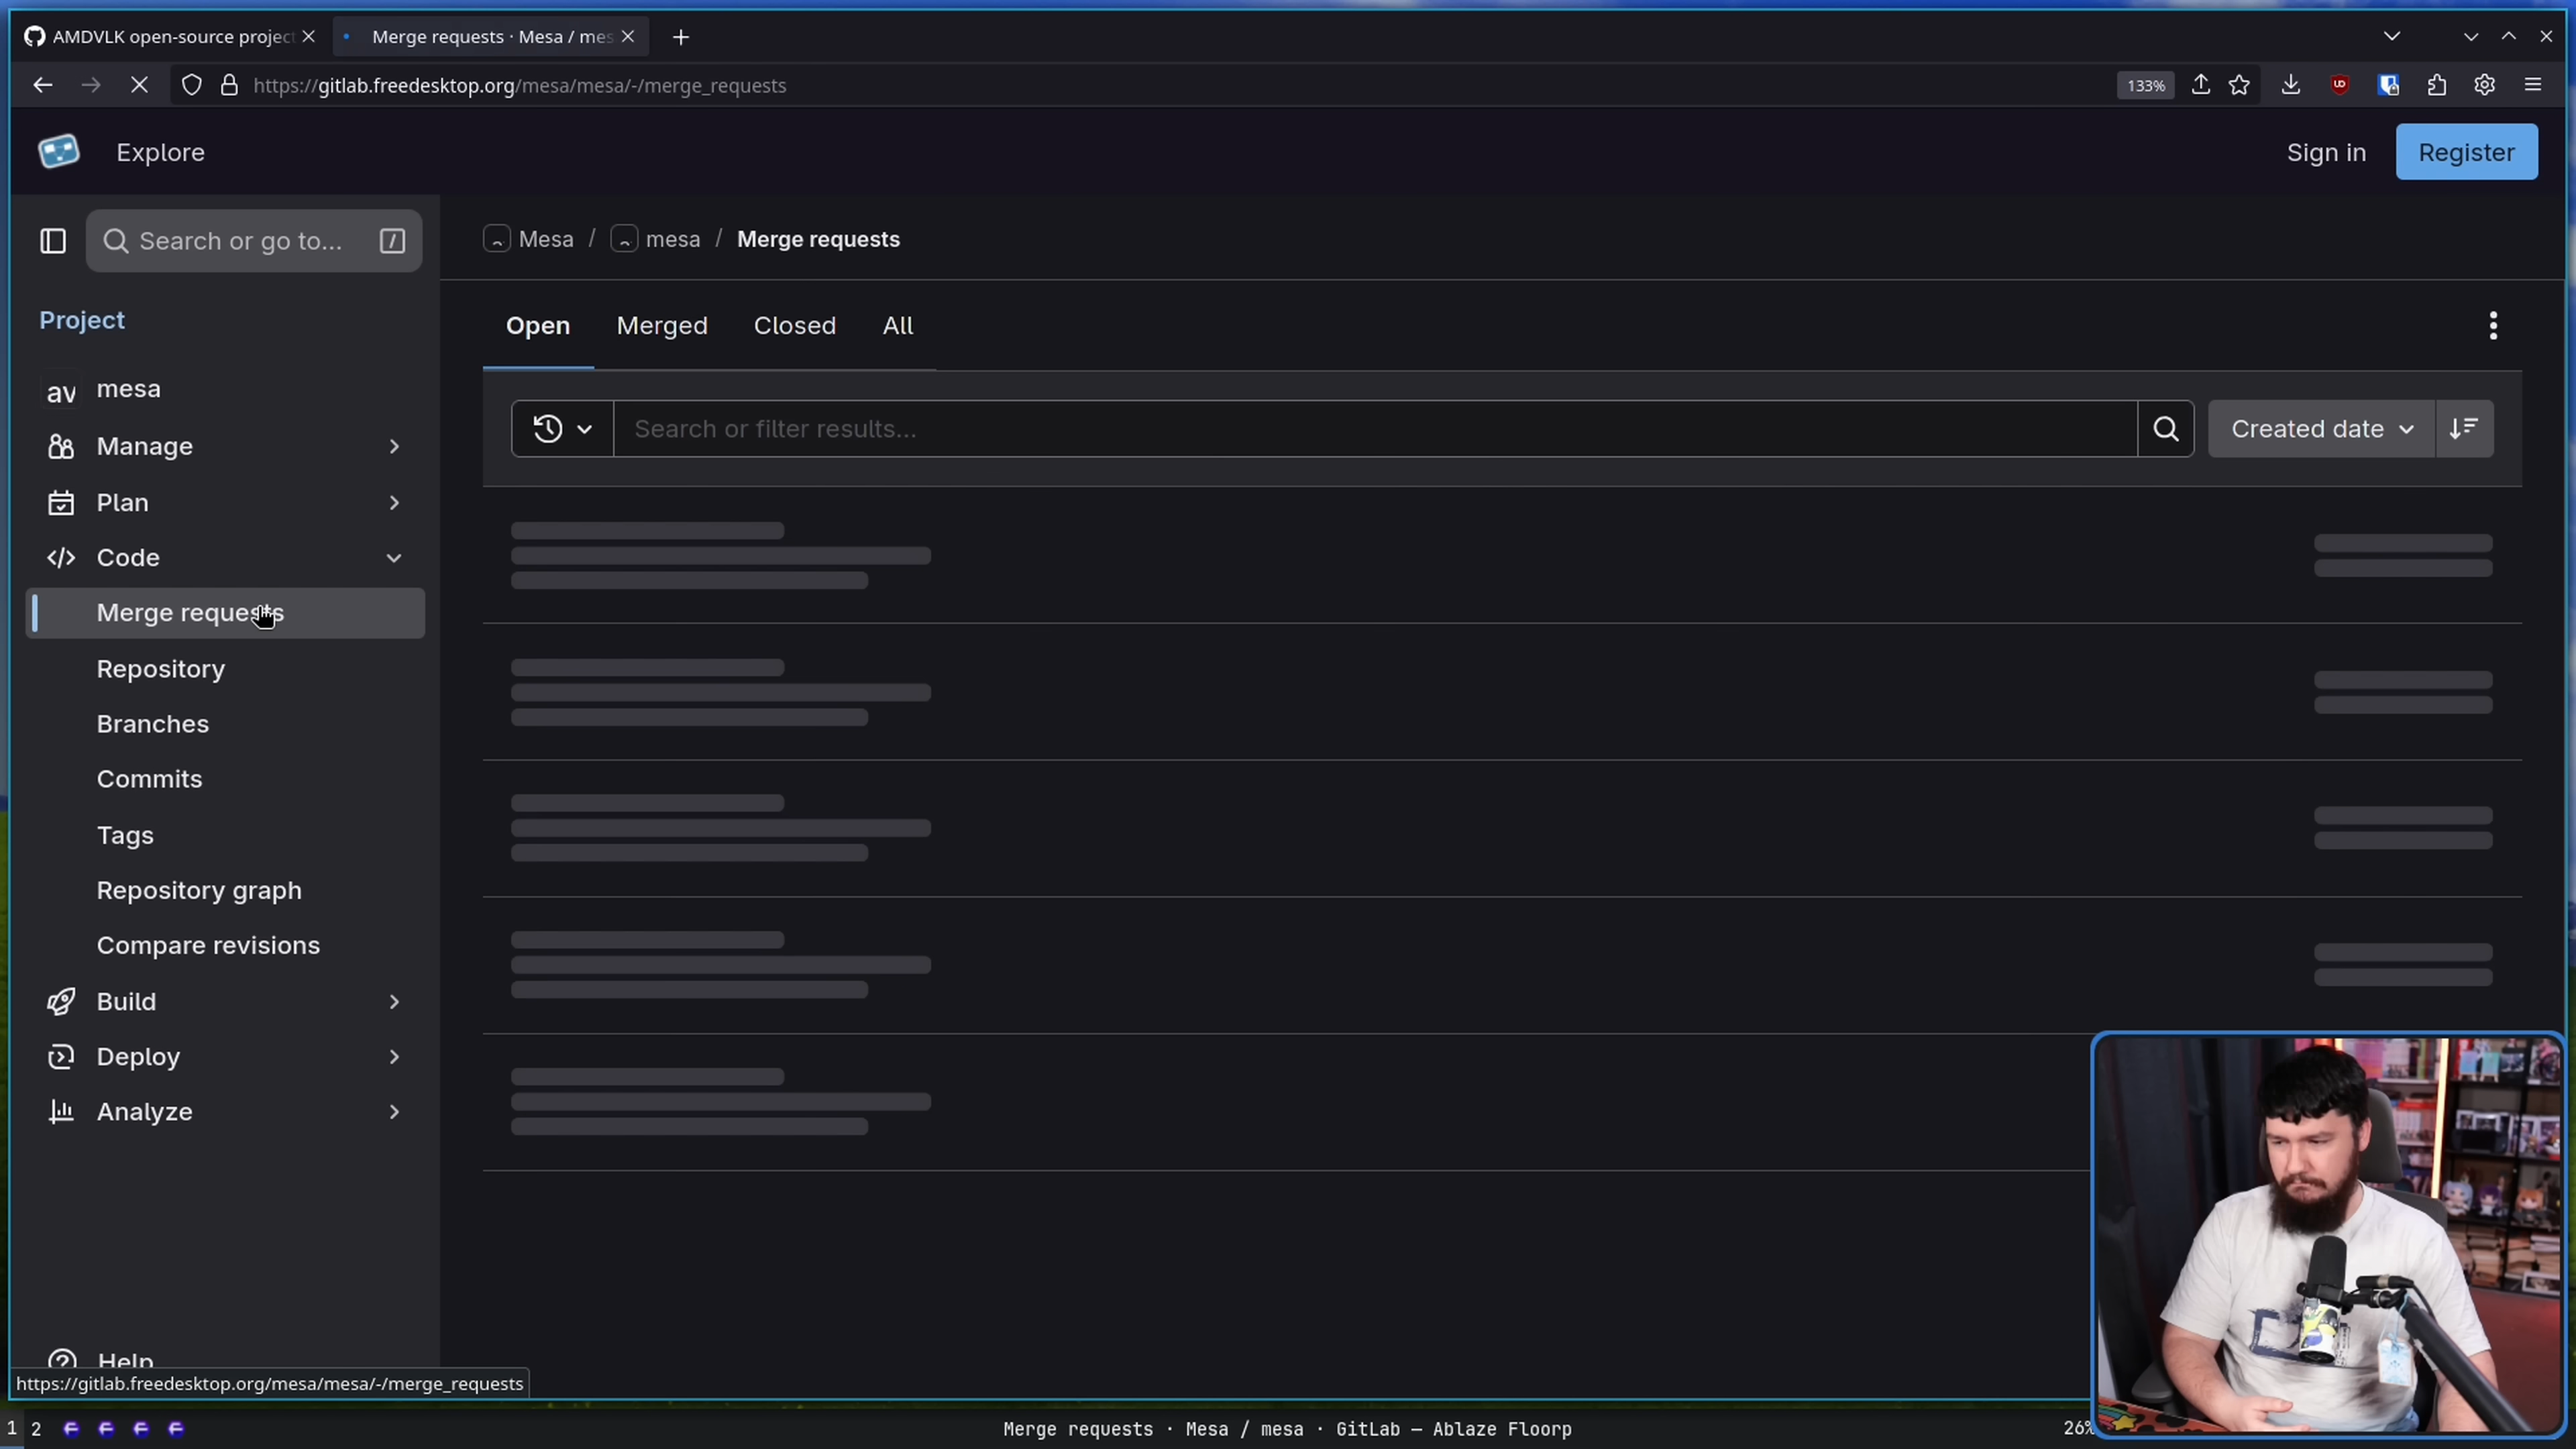 AMDVLK open-source project
Merge requests · Mesa / mes
https://gitlab.freedesktop.org/mesa/mesa/-/merge_requests
133%
Explore
Sign in
Register
Search or go to...
/
Mesa / mesa / Merge requests
Project
Open
Merged
Closed
All
av mesa
Search or filter results...
Created date
Manage
Plan
Code
Merge requests
Repository
Branches
Commits
Tags
Repository graph
Compare revisions
Build
Deploy
Analyze
Help
https://gitlab.freedesktop.org/mesa/mesa/-/merge_requests
1 2
Merge requests · Mesa / mesa · GitLab — Ablaze Floorp
26%